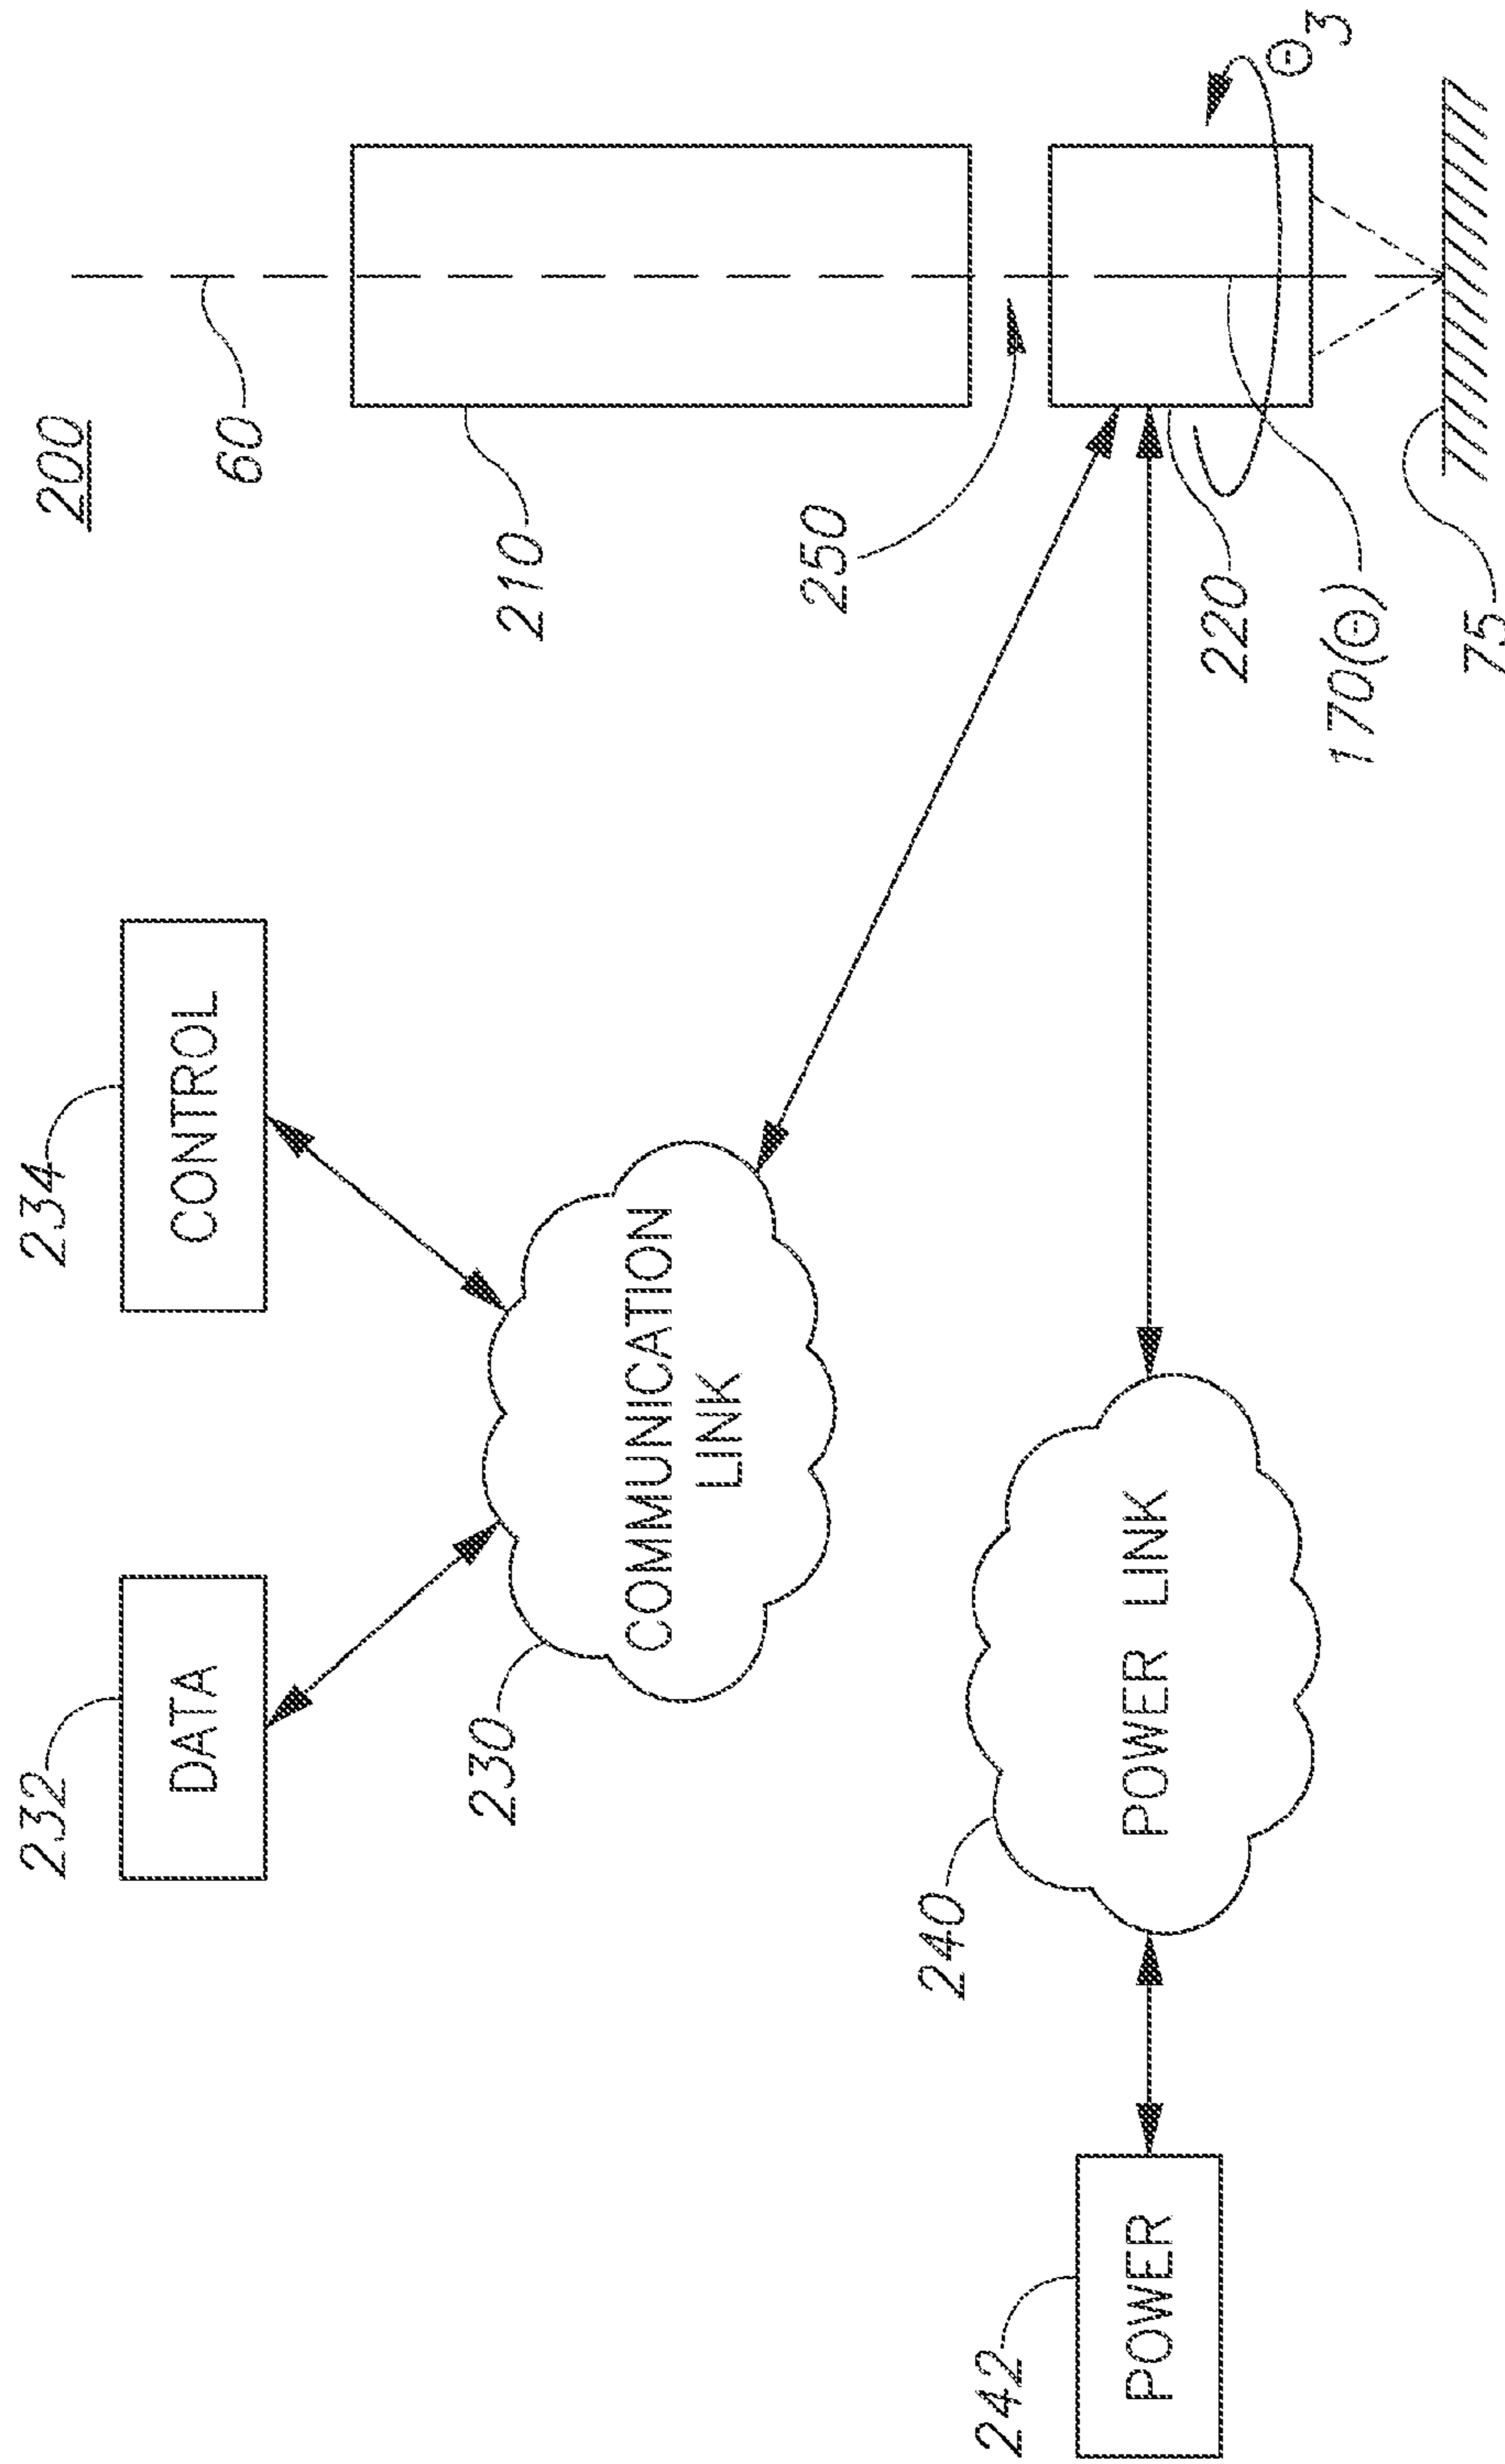 232
234
200
DATA
CONTROL
60
230
COMMUNICATION
LINK
210
250
240
242
POWER
POWER LINK
220
Θ3
170(Θ)
75